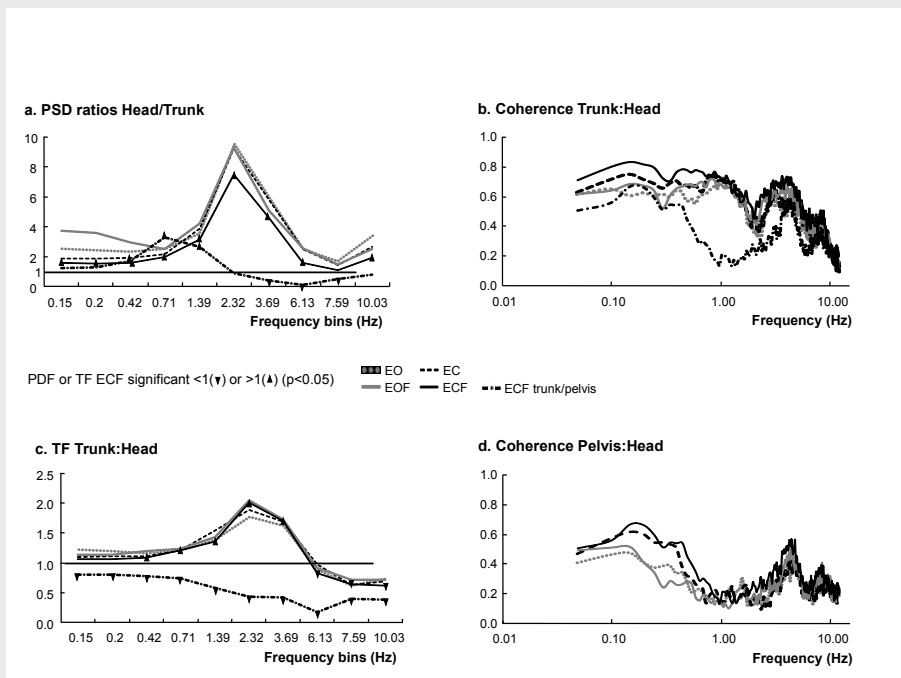 a. PSD ratios Head/Trunk
10
8
6
4
2
1
0
0.15 0.2 0.42 0.71 1.39 2.32 3.69 6.13 7.59 10.03
Frequency bins (Hz)
b. Coherence Trunk:Head
1.0
0.8
0.6
0.4
0.2
0.0
0.01 0.10 1.00 10.00
Frequency (Hz)
PDF or TF ECF significant <1(▼) or >1(▲) (p<0.05)
EO EC
EOF ECF ECF trunk/pelvis
c. TF Trunk:Head
2.5
2.0
1.5
1.0
0.5
0.0
0.15 0.2 0.42 0.71 1.39 2.32 3.69 6.13 7.59 10.03
Frequency bins (Hz)
d. Coherence Pelvis:Head
1.0
0.8
0.6
0.4
0.2
0.0
0.01 0.10 1.00 10.00
Frequency (Hz)